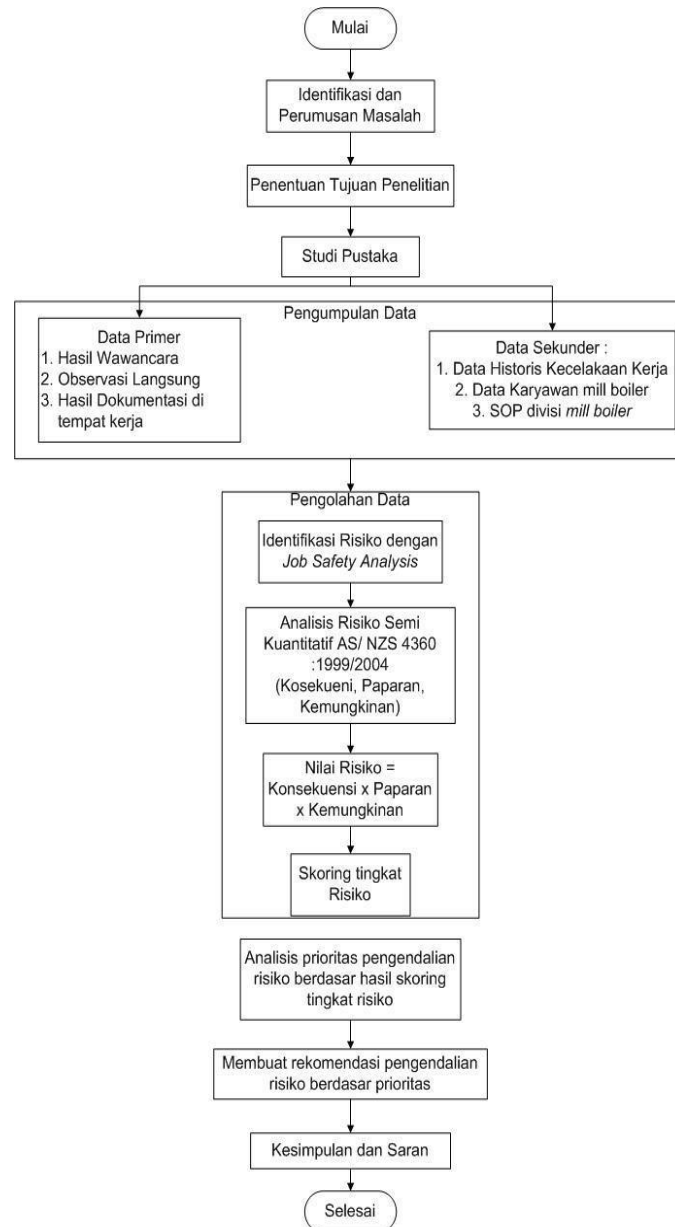 Mulai
Identifikasi dan
Perumusan Masalah
Penentuan Tujuan Penelitian
Studi Pustaka
Pengumpulan Data
Data Primer
1. Hasil Wawancara
2. Observasi Langsung
3. Hasil Dokumentasi di
tempat kerja
Data Sekunder :
1. Data Historis Kecelakaan Kerja
2. Data Karyawan mill boiler
3. SOP divisi mill boiler
Pengolahan Data
Identifikasi Risiko dengan
Job Safety Analysis
Analisis Risiko Semi
Kuantitatif AS/ NZS 4360
:1999/2004
(Kosekueni, Paparan,
Kemungkinan)
Nilai Risiko =
Konsekuensi x Paparan
x Kemungkinan
Skoring tingkat
Risiko
Analisis prioritas pengendalian
risiko berdasar hasil skoring
tingkat risiko
Membuat rekomendasi pengendalian
risiko berdasar prioritas
Kesimpulan dan Saran
Selesai